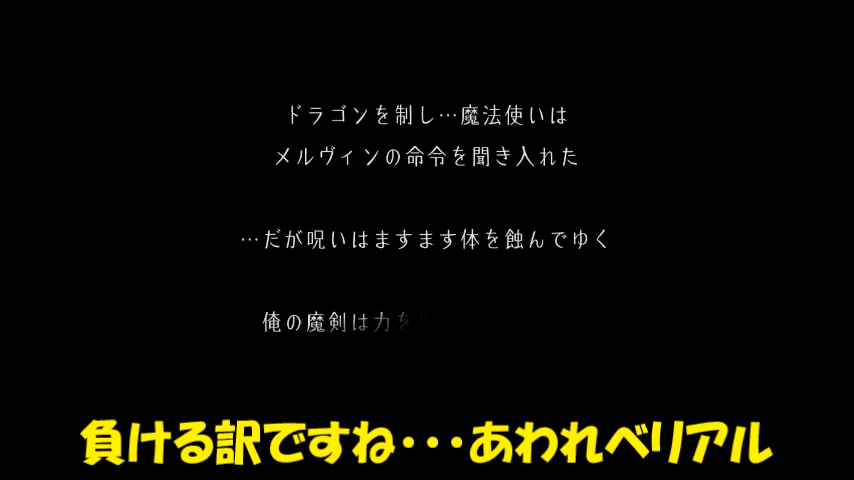 ドラゴンを制し…魔法使いは
メルヴィンの命令を聞き入れた
…だが呪いはますます体を蝕んでゆく
俺の魔剣は力を
負ける訳ですね・・・あわれベリアル